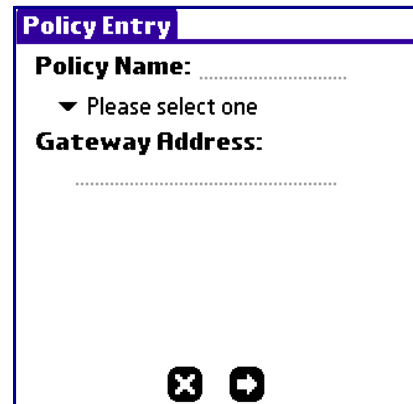 Policy Entry
Policy Name:
Please select one
Gateway Address: